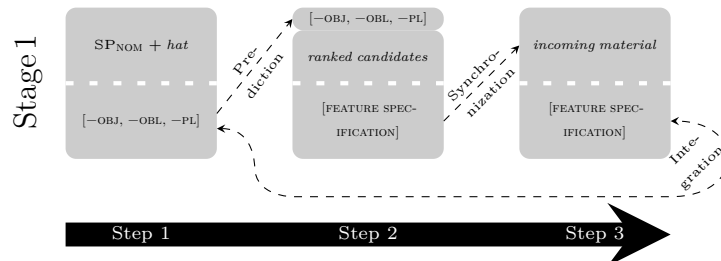 Stage 1
SP_NOM + hat
[−OBJ, −OBL, −PL]
Pre-
diction
[−OBJ, −OBL, −PL]
ranked candidates
[FEATURE SPEC-
IFICATION]
Synchro-
nization
incoming material
[FEATURE SPEC-
IFICATION]
Inte-
gration
Step 1
Step 2
Step 3